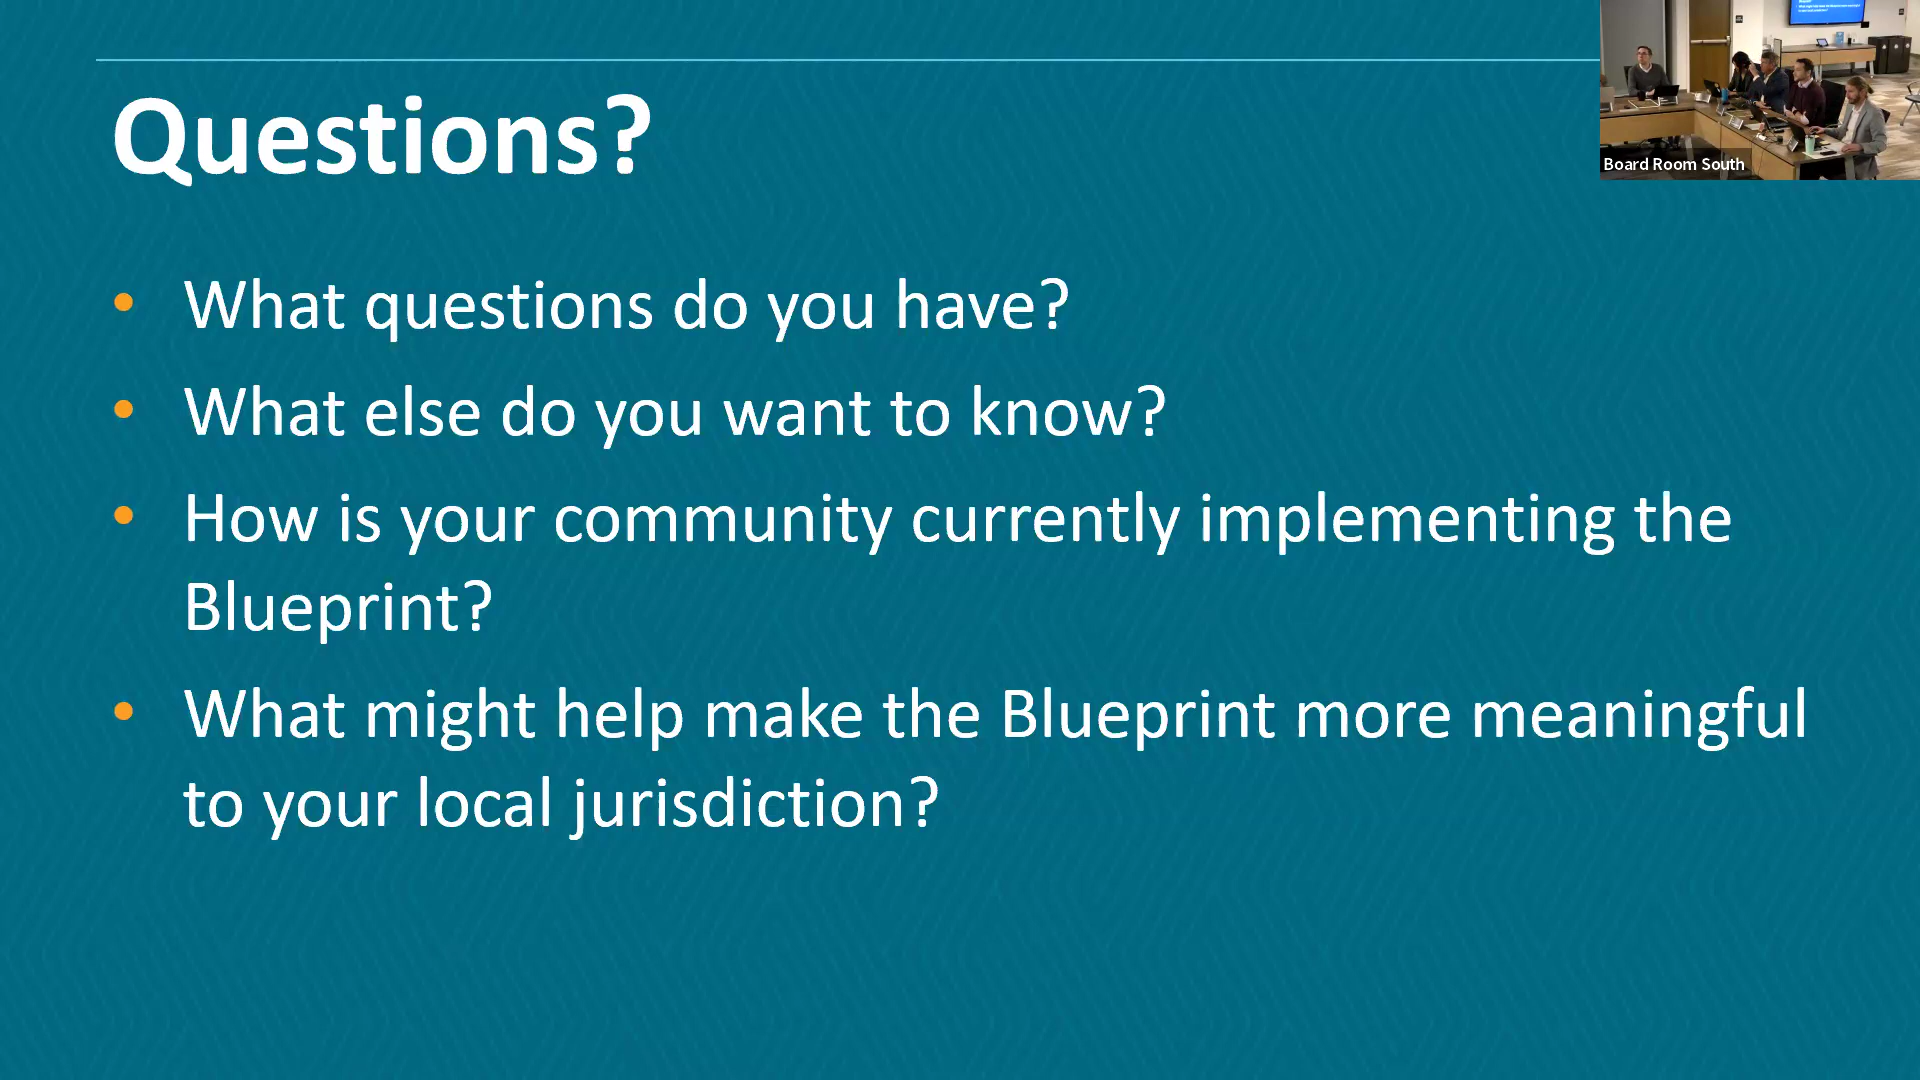 Questions?
Board Room South
• What questions do you have?
• What else do you want to know?
• How is your community currently implementing the
Blueprint?
• What might help make the Blueprint more meaningful
to your local jurisdiction?